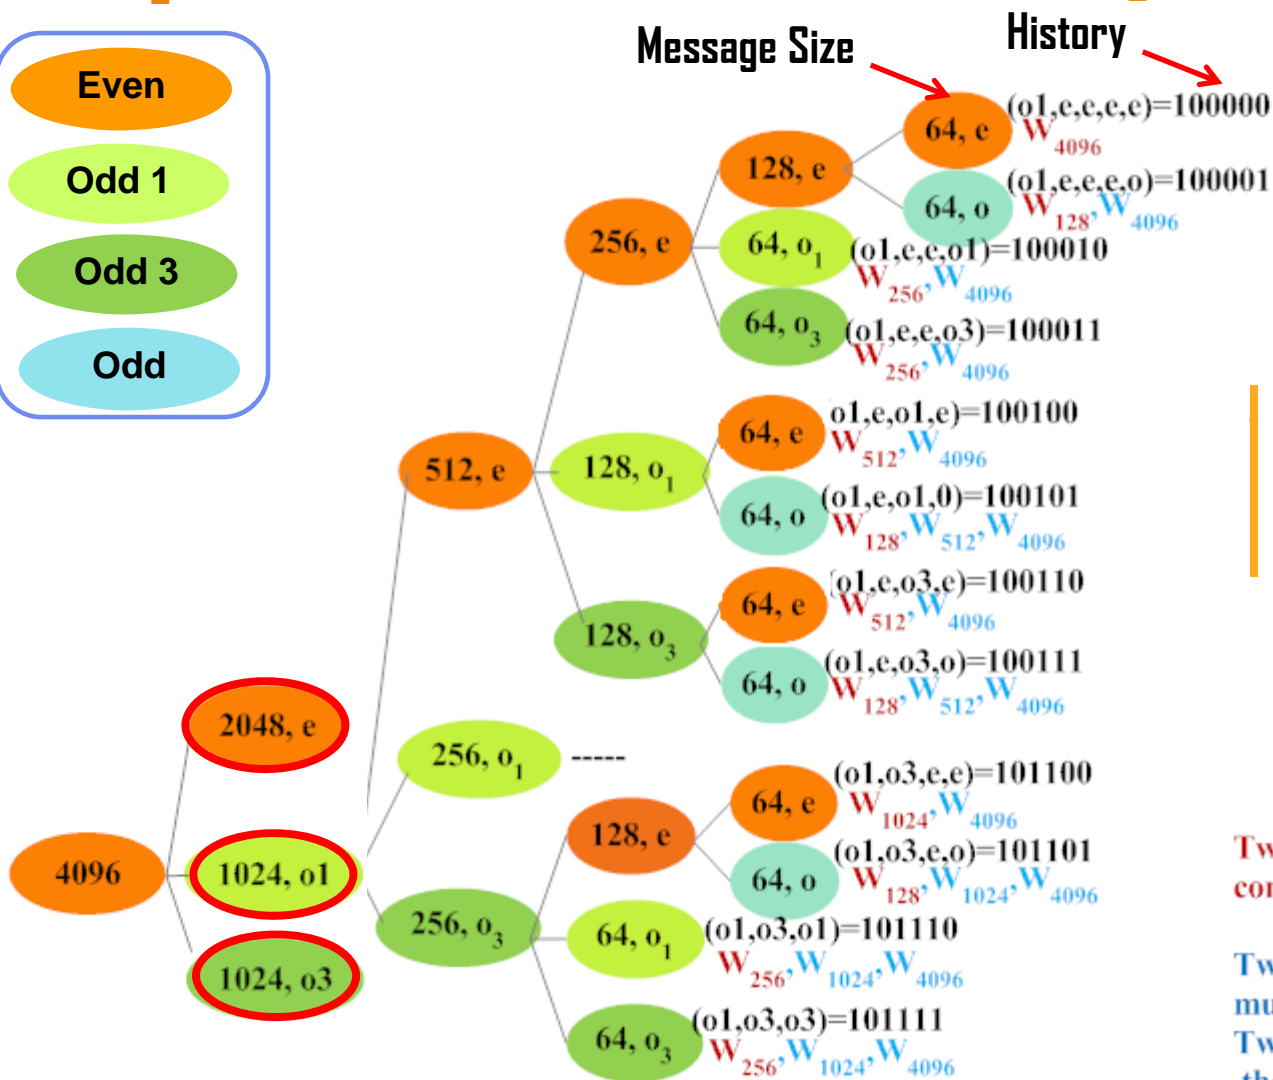 Even
Odd 1
Odd 3
Odd
Message Size
History
64, e
(o1,e,e,e,e)=100000
W4096
128, e
64, o
(o1,e,e,e,o)=100001
W128,W4096
256, e
64, o1
(o1,e,e,o1)=100010
W256,W4096
64, o3
(o1,e,e,o3)=100011
W256,W4096
512, e
128, o1
64, e
o1,e,o1,e)=100100
W512,W4096
64, o
(o1,e,o1,0)=100101
W128,W512,W4096
128, o3
64, e
(o1,e,o3,e)=100110
W512,W4096
64, o
(o1,e,o3,o)=100111
W128,W512,W4096
2048, e
4096
1024, o1
1024, o3
256, o1
-----
256, o3
128, e
64, e
(o1,o3,e,e)=101100
W1024,W4096
64, o
(o1,o3,e,o)=101101
W128,W1024,W4096
64, o1
(o1,o3,o1)=101110
W256,W1024,W4096
64, o3
(o1,o3,o3)=101111
W256,W1024,W4096
Tw
con
Tw
mu
Tw